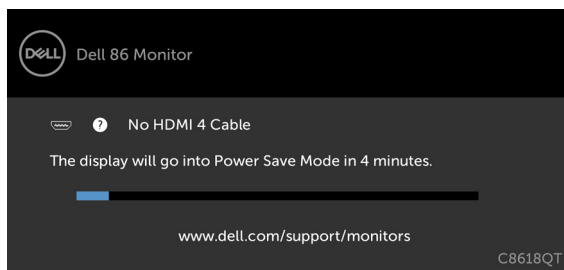 DELL
Dell 86 Monitor
? No HDMI 4 Cable
The display will go into Power Save Mode in 4 minutes.
www.dell.com/support/monitors
C8618QT